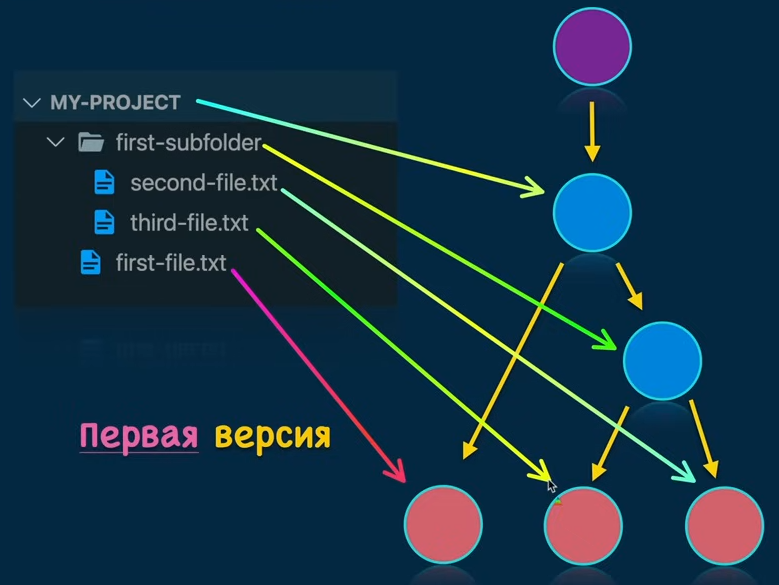 MY-PROJECT
first-subfolder
second-file.txt
third-file.txt
first-file.txt
Первая версия